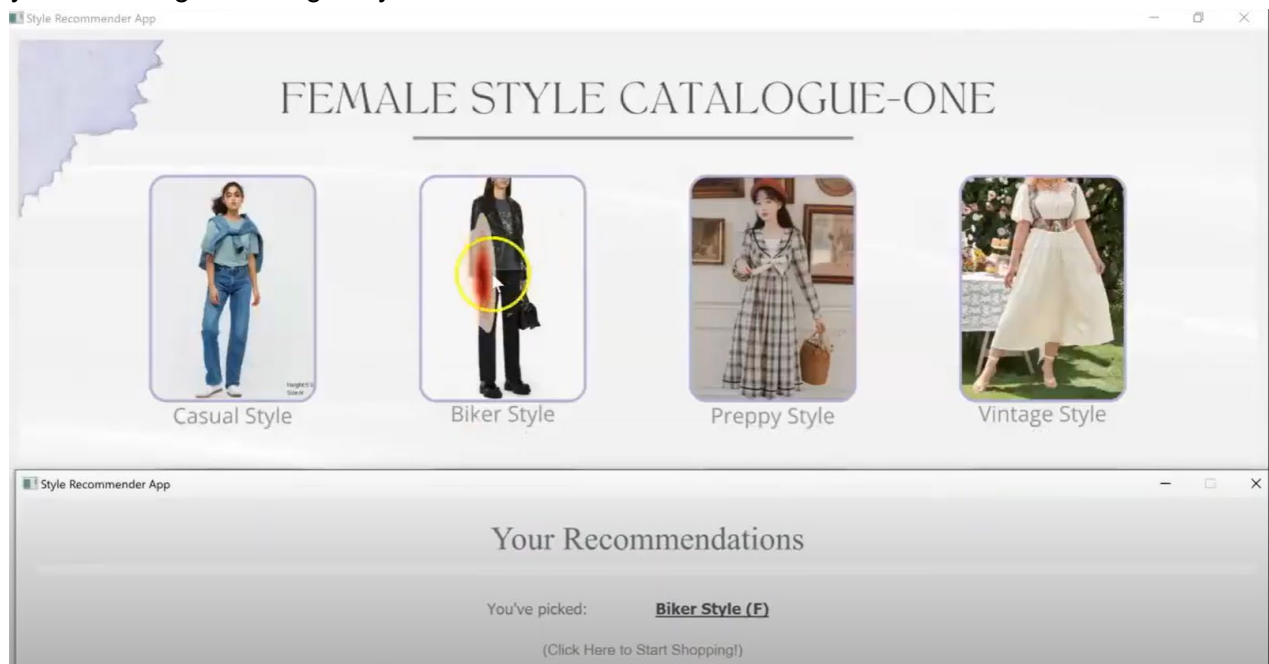 Style Recommender App
FEMALE STYLE CATALOGUE-ONE
Casual Style
Biker Style
Preppy Style
Vintage Style
Style Recommender App
Your Recommendations
You've picked: Biker Style (F)
(Click Here to Start Shopping!)